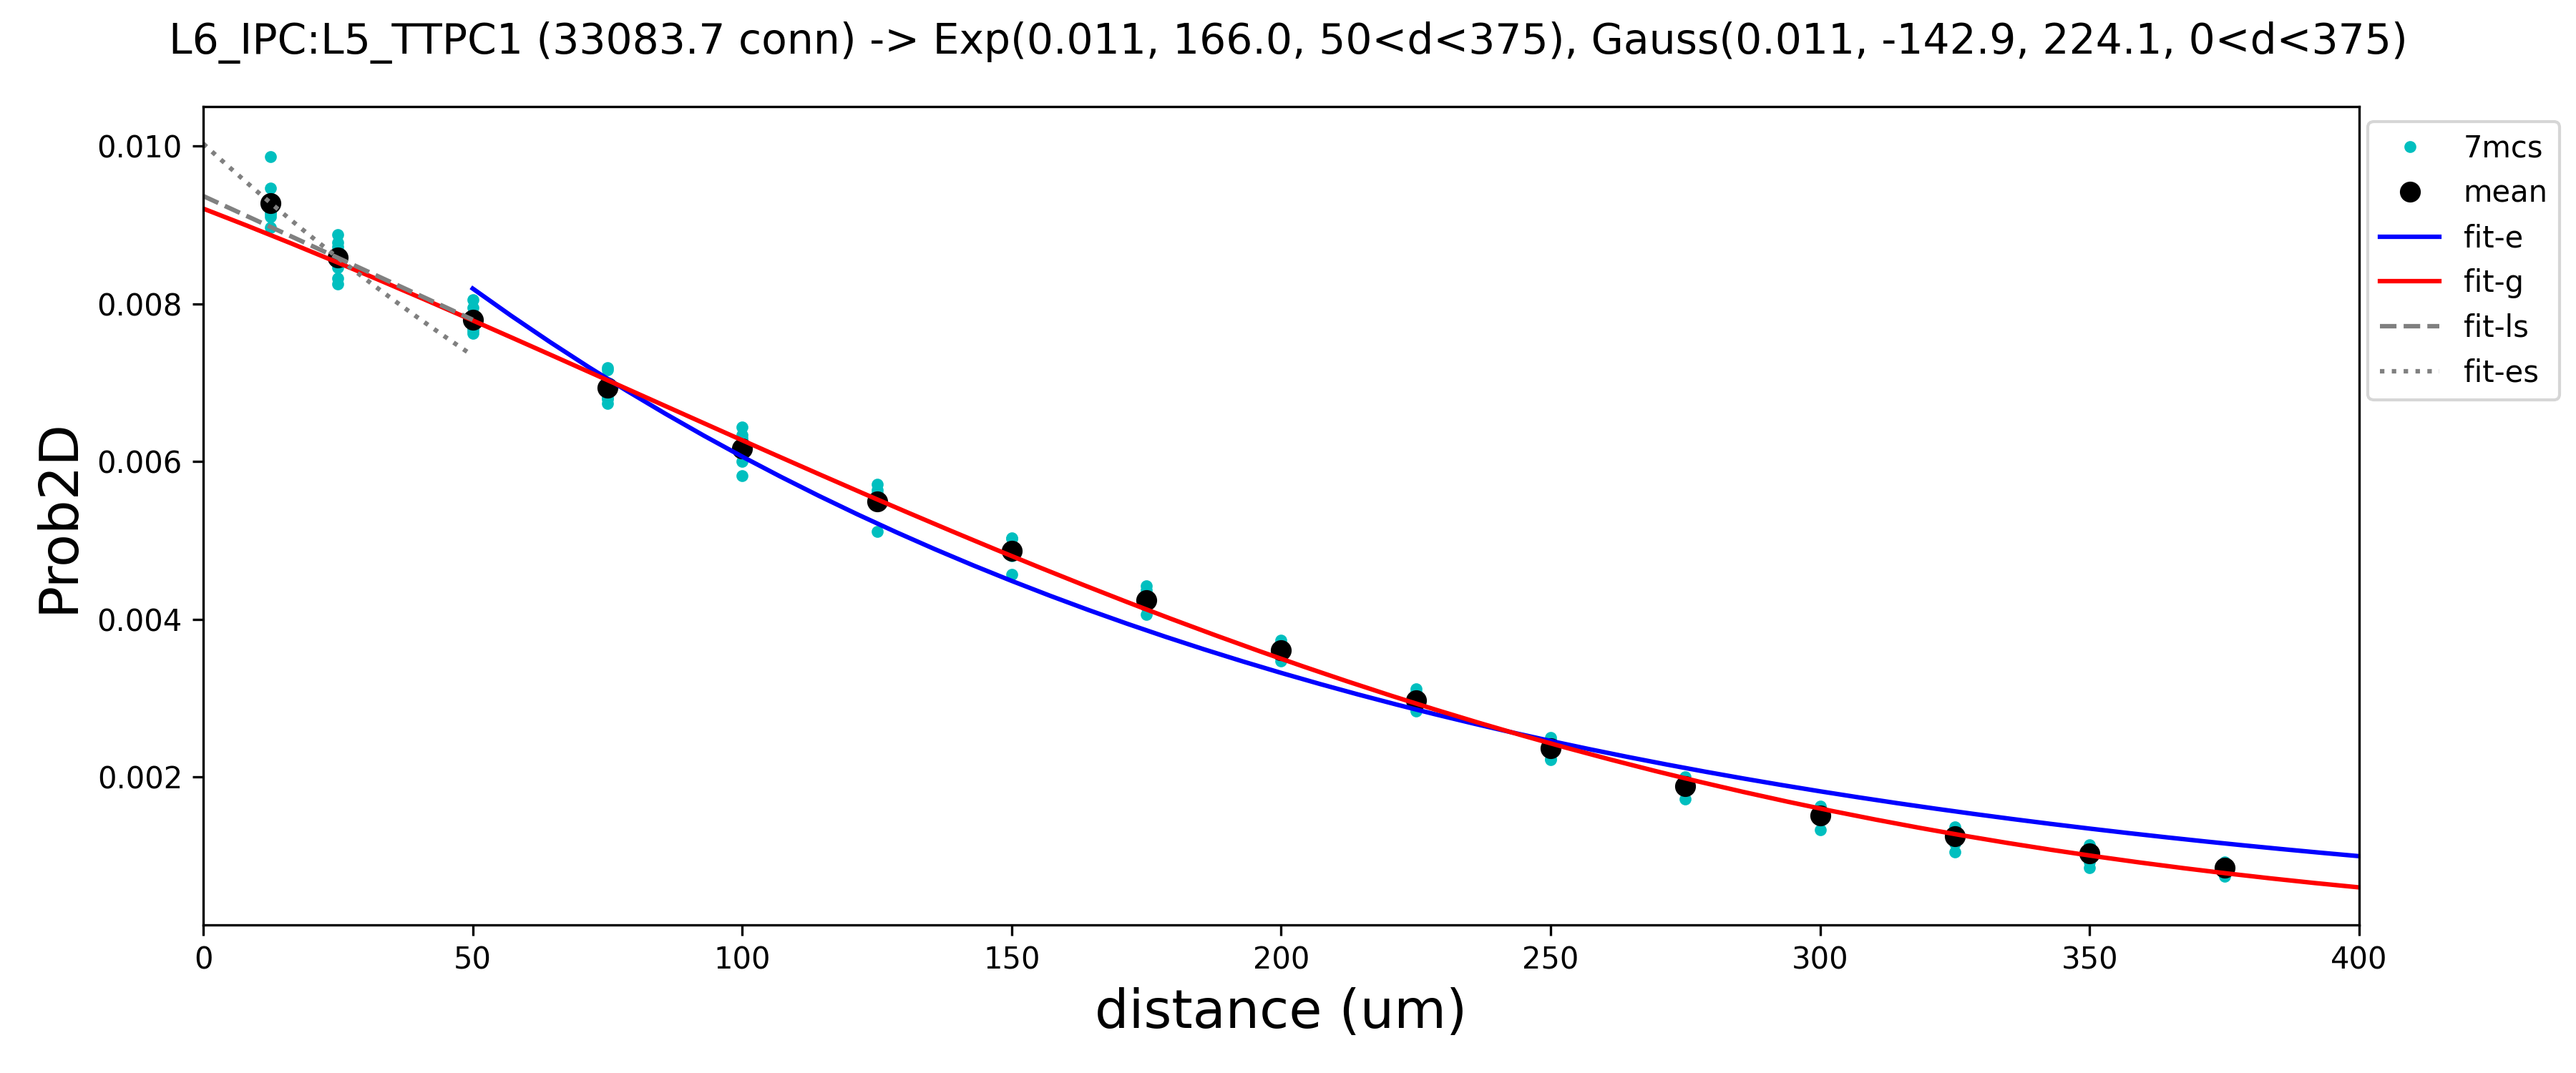 L6_IPC:L5_TTPC1 (33083.7 conn) -> Exp(0.011, 166.0, 50<d<375), Gauss(0.011, -142.9, 224.1, 0<d<375)
0.010
0.008
0.006
0.004
0.002
Prob2D
0 50 100 150 200 250 300 350 400
distance (um)
7mcs
mean
fit-e
fit-g
fit-ls
fit-es